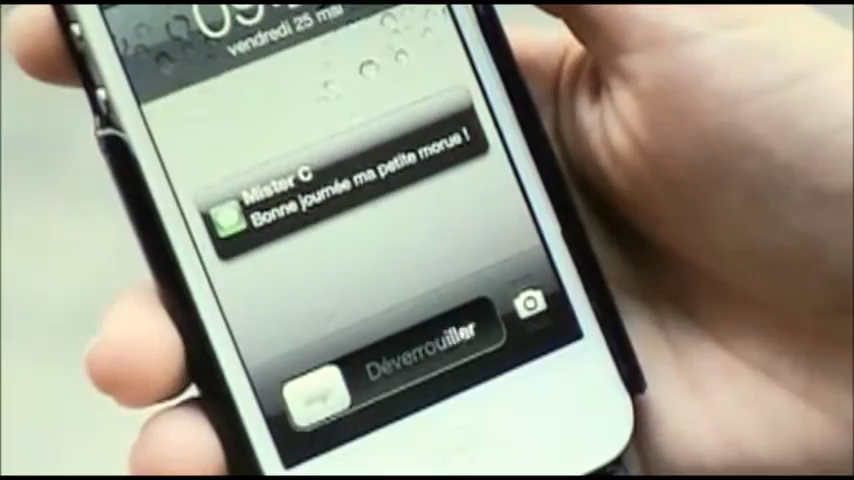 vendredi 25 mai
Mister C
Bonne journée ma petite morue !
Déverrouiller